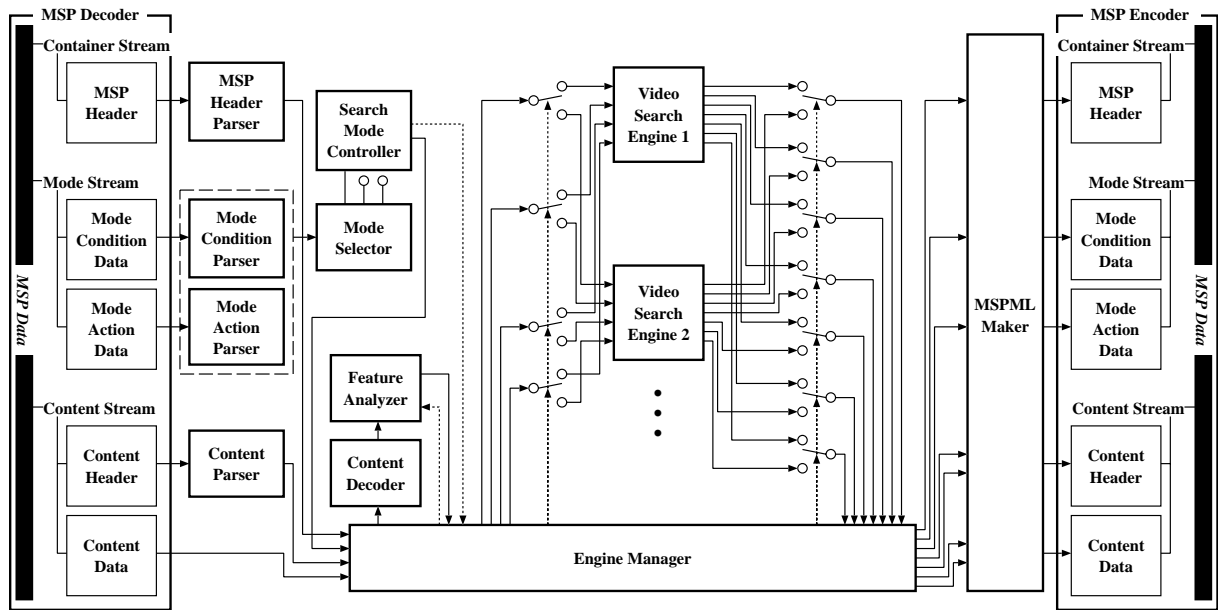 MSP Decoder
Container Stream
MSP
Header
MSP
Header
Parser
Mode Stream
Mode
Condition
Data
Mode
Condition
Parser
Mode
Action
Data
Mode
Action
Parser
MSP Data
Content Stream
Content
Header
Content
Parser
Content
Data
Search
Mode
Controller
Mode
Selector
Feature
Analyzer
Content
Decoder
Video
Search
Engine 1
Video
Search
Engine 2
Engine Manager
MSPML
Maker
MSP Encoder
Container Stream
MSP
Header
Mode Stream
Mode
Condition
Data
Mode
Action
Data
MSP Data
Content Stream
Content
Header
Content
Data